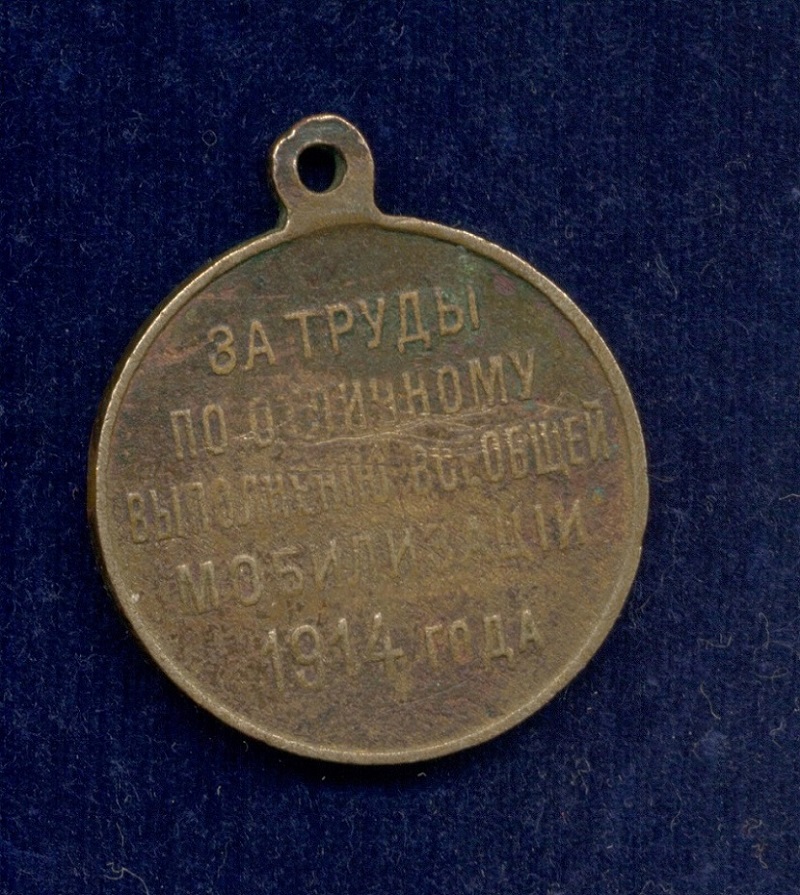 ЗА ТРУДЫ
ПО ОТЛИЧНОМУ
ВЫПОЛНЕНІЮ ВСЕОБЩЕЙ
МОБИЛИЗАЦІИ
1914 ГОДА